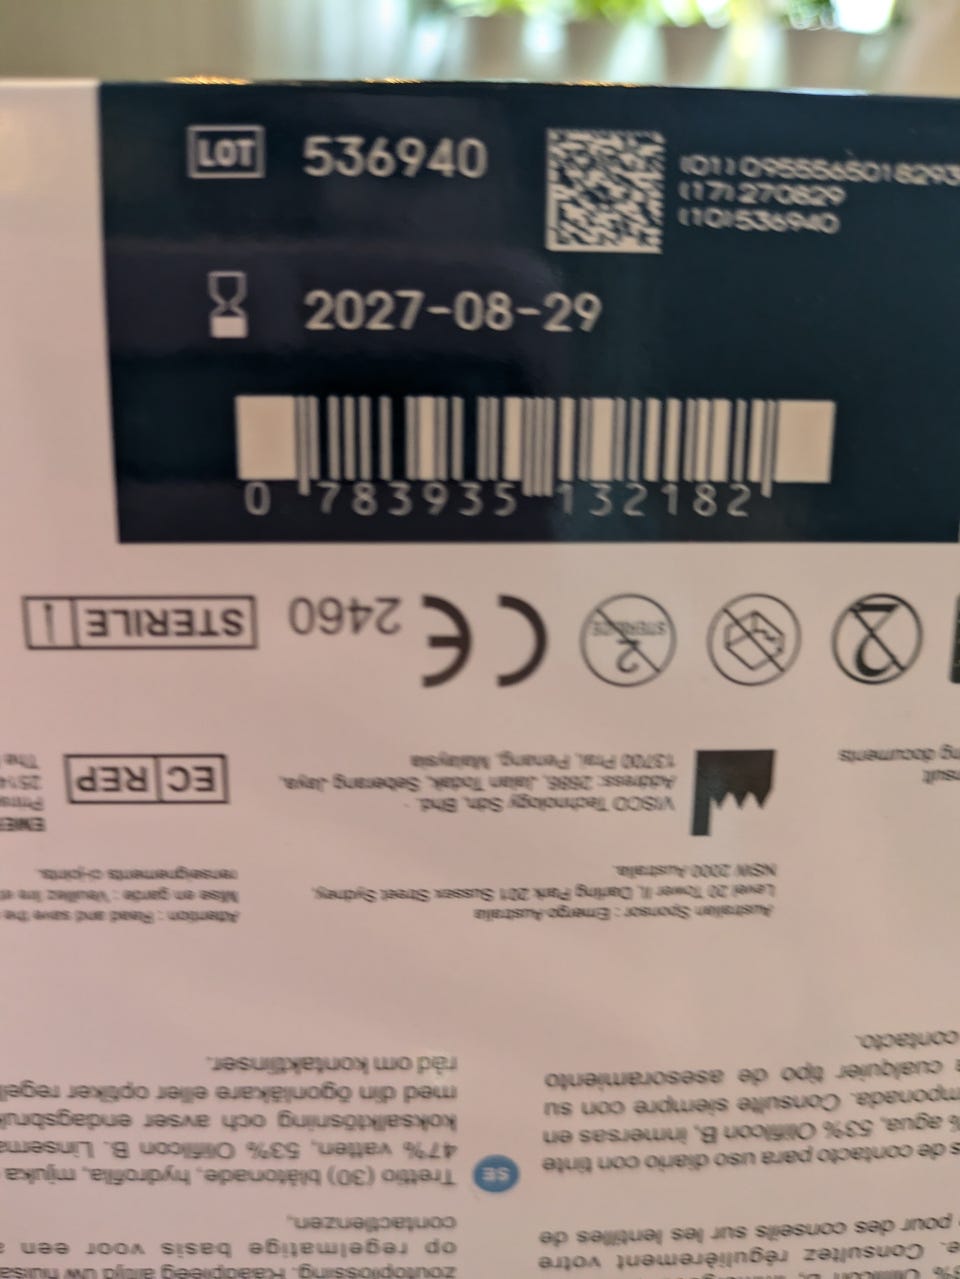 LOT 536940
(01)0955565018293
(17)270829
(10)536940
2027-08-29
0 783935 132182
STERILE
2460
CE
STERILIZE
2
2
EC REP
VISCO Technology Sdn. Bhd.
Address: 2686, Jalan Todak, Seberang Jaya,
13700 Prai, Penang, Malaysia
Australian Sponsor : Emergo Australia
Level 20 Tower II, Darling Park 201 Sussex Street, Sydney,
NSW 2000 Australia.
Attention : Read and save the
Mise en garde : Veuillez lire et
renseignements ci-joints.
ng documents
SE
Trettio (30) blåtonade, hydrofila, mjuka
47% vatten, 53% Olifilcon B. Linserna
koksaltlösning och avser endagsbruk
med din ögonläkare eller optiker regel
råd om kontaktlinser.
s de contacto para uso diario con tinte
% agua, 53% Olifilcon B, inmersas en
mponada. Consulte siempre con su
cualquier tipo de asesoramiento
contacto.
e. Consultez régulièrement votre
pour des conseils sur les lentilles de
zoutoplossing. Raadpleeg altijd uw huisa
op regelmatige basis voor een
contactlenzen.